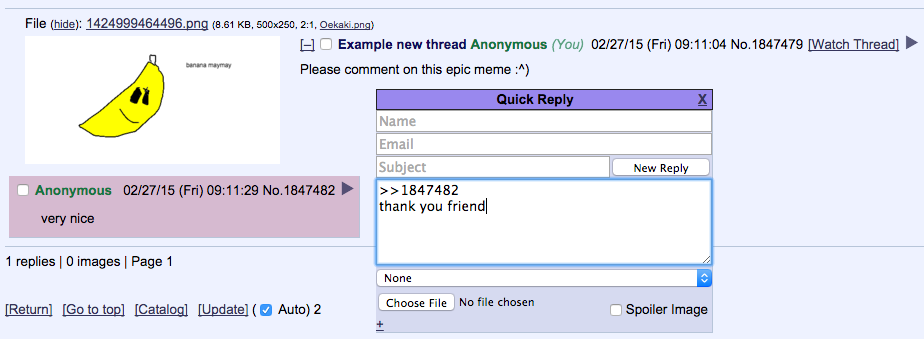 File (hide): 1424999464496.png (8.61 KB, 500x250, 2:1, Oekaki.png)
banana maymay
[–] Example new thread Anonymous (You) 02/27/15 (Fri) 09:11:04 No.1847479 [Watch Thread]
Please comment on this epic meme :^)
Quick Reply X
Name
Email
Subject New Reply
>>1847482
thank you friend
Anonymous 02/27/15 (Fri) 09:11:29 No.1847482
very nice
1 replies | 0 images | Page 1
None
Choose File No file chosen
Spoiler Image
+
[Return] [Go to top] [Catalog] [Update] ( Auto) 2